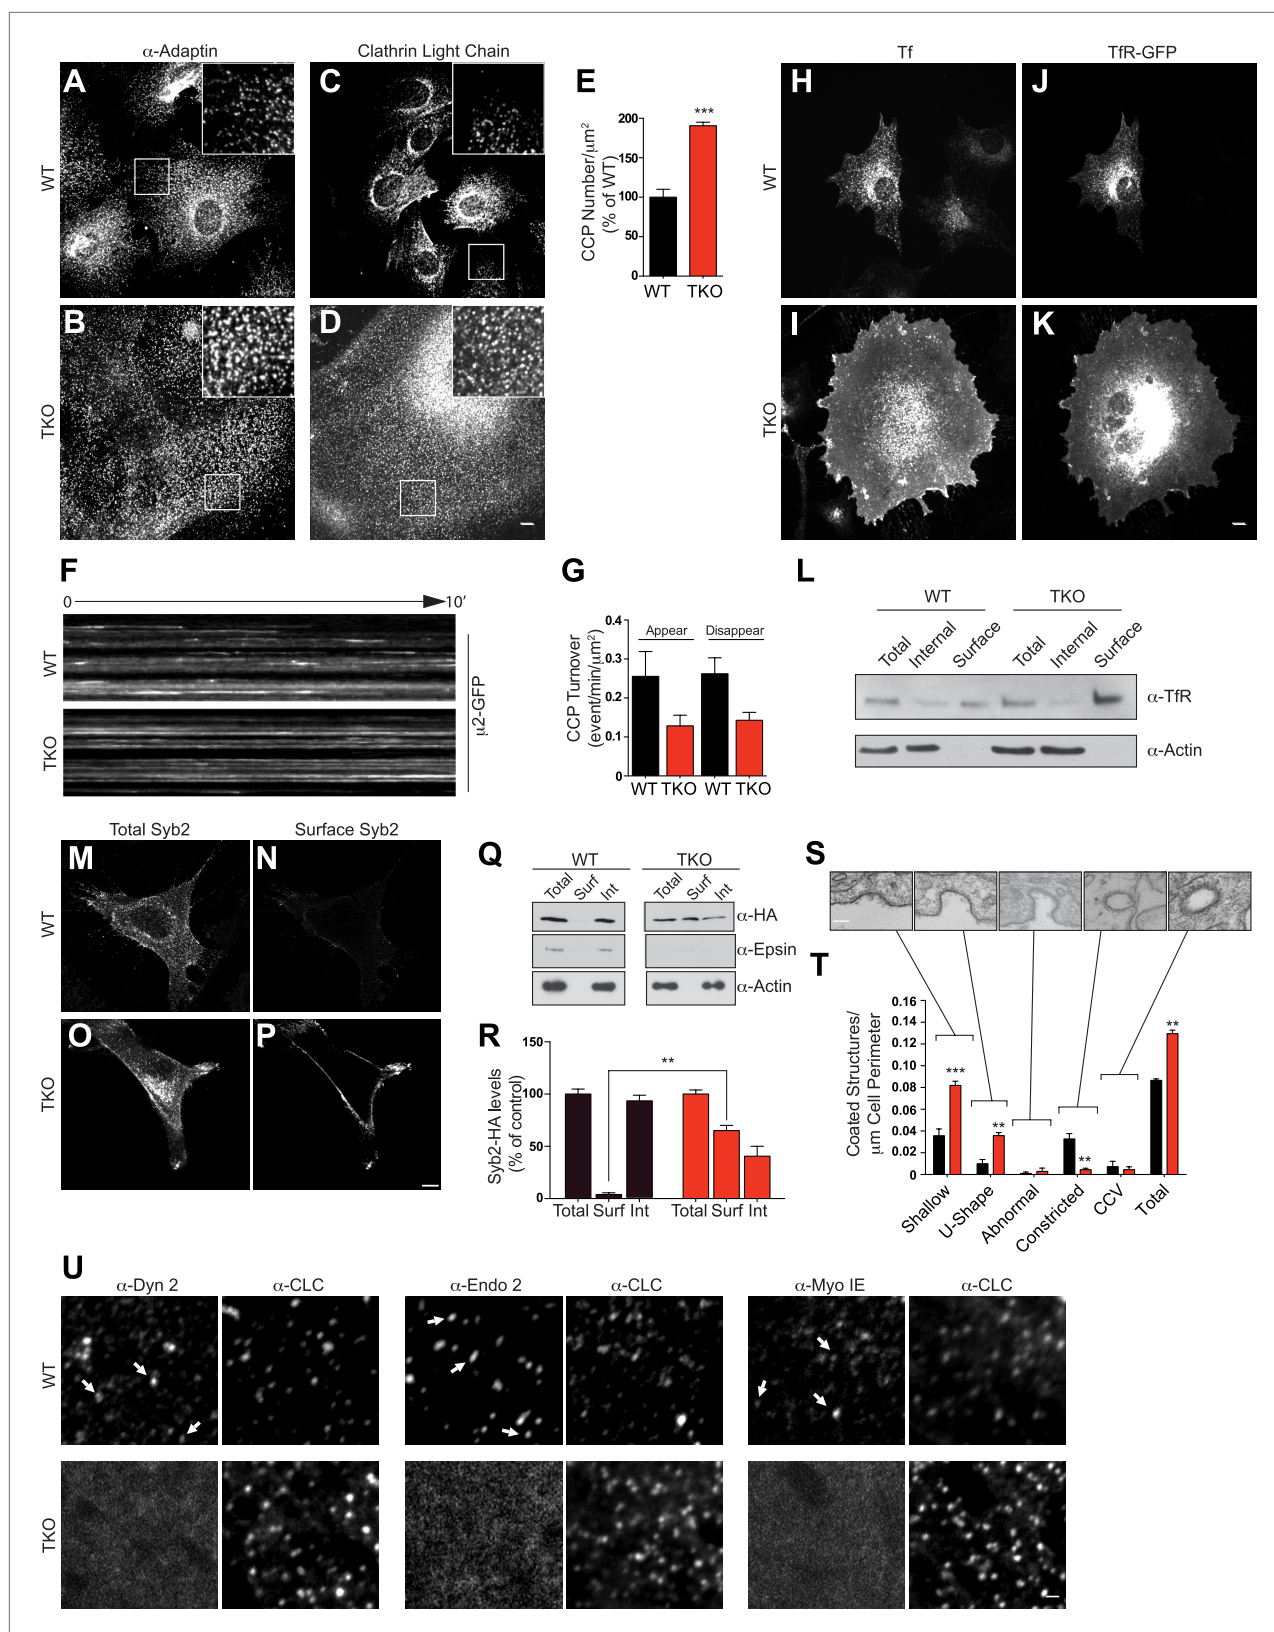 α-Adaptin
Clathrin Light Chain
A
C
WT
B
D
TKO
E
CCP Number/μm²
(% of WT)
200
150
100
50
0
***
WT TKO
Tf
TfR-GFP
H
J
WT
I
K
TKO
F
0
10′
WT
TKO
μ2-GFP
G
CCP Turnover
(event/min/μm²)
0.4
0.3
0.2
0.1
0
Appear
Disappear
WT TKO WT TKO
L
WT
TKO
Total Internal Surface Total Internal Surface
α-TfR
α-Actin
Total Syb2
Surface Syb2
M
N
WT
O
P
TKO
Q
WT
TKO
Total Surf Int Total Surf Int
α-HA
α-Epsin
α-Actin
R
Syb2-HA levels
(% of control)
150
100
50
0
**
Total Surf Int Total Surf Int
S
T
Coated Structures/
μm Cell Perimeter
0.16
0.14
0.12
0.10
0.08
0.06
0.04
0.02
0
***
**
**
**
Shallow
U-Shape
Abnormal
Constricted
CCV
Total
U
α-Dyn 2
α-CLC
α-Endo 2
α-CLC
α-Myo IE
α-CLC
WT
TKO